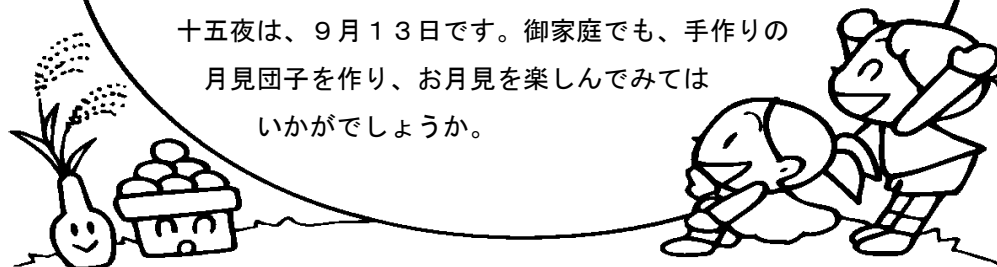 十五夜は、９月１３日です。御家庭でも、手作りの
月見団子を作り、お月見を楽しんでみては
いかがでしょうか。